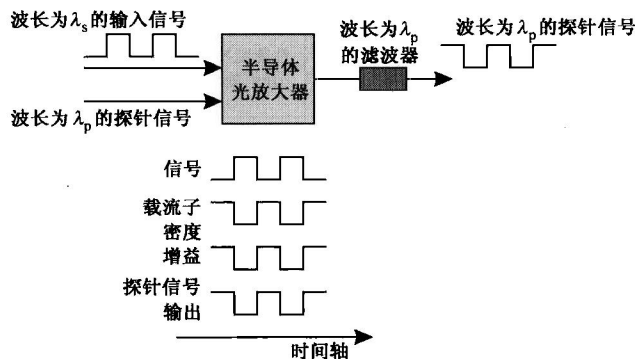 波长为λs的输入信号
波长为λp的探针信号
半导体
光放大器
波长为λp
的滤波器
波长为λp的探针信号
信号
载流子
密度
增益
探针信号
输出
时间轴